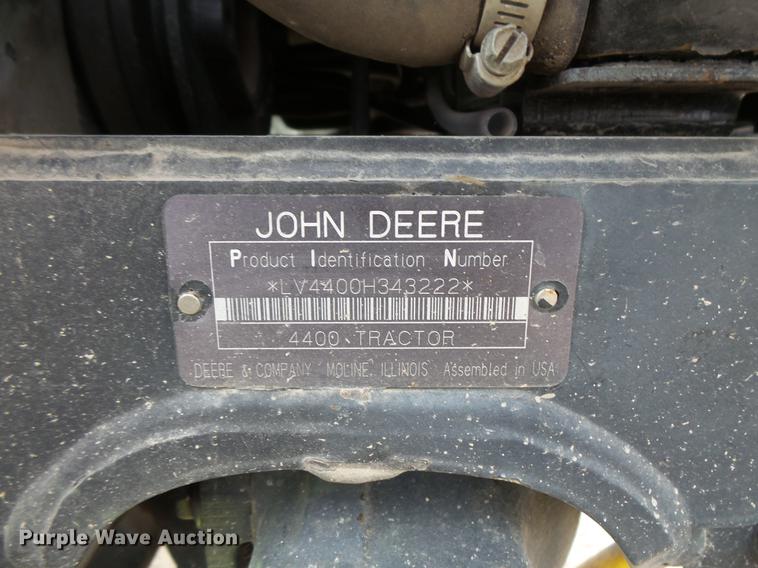 JOHN DEERE
Product Identification Number
*LV4400H343222*
4400 TRACTOR
DEERE & COMPANY MOLINE, ILLINOIS Assembled in USA
Purple Wave Auction